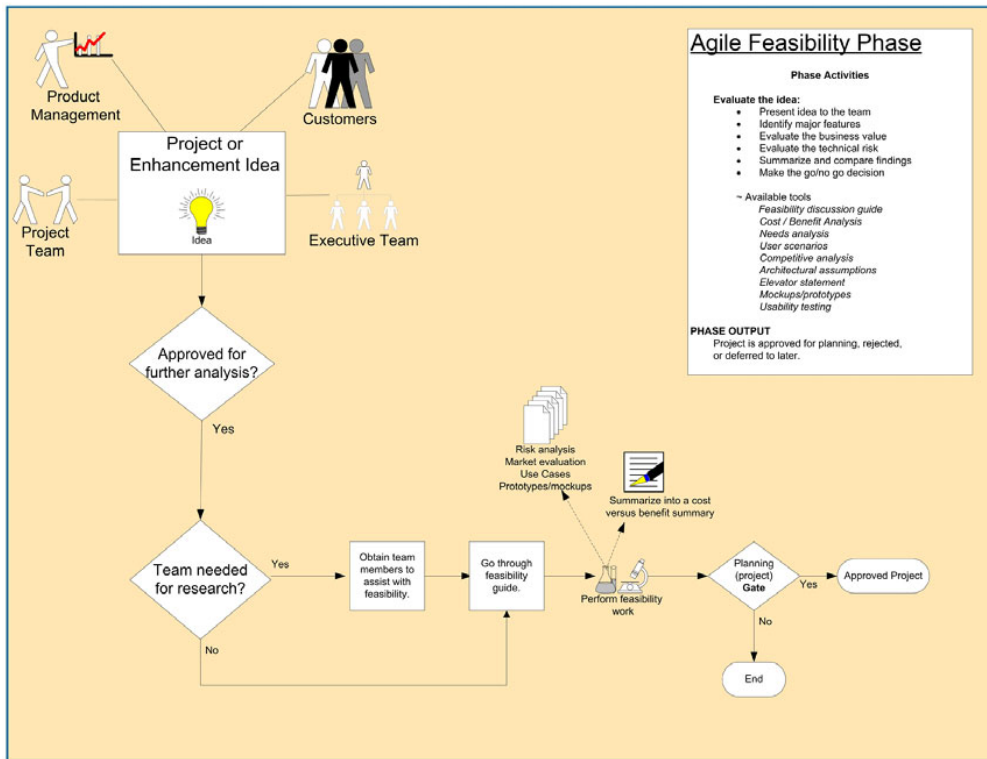 Product
Management
Customers
Project or
Enhancement Idea
Idea
Project
Team
Executive Team
Agile Feasibility Phase
Phase Activities
Evaluate the idea:
• Present idea to the team
• Identify major features
• Evaluate the business value
• Evaluate the technical risk
• Summarize and compare findings
• Make the go/no go decision
~ Available tools
Feasibility discussion guide
Cost / Benefit Analysis
Needs analysis
User scenarios
Competitive analysis
Architectural assumptions
Elevator statement
Mockups/prototypes
Usability testing
PHASE OUTPUT
Project is approved for planning, rejected,
or deferred to later.
Approved for
further analysis?
Yes
Risk analysis
Market evaluation
Use Cases
Prototypes/mockups
Summarize into a cost
versus benefit summary
Team needed
for research?
Yes
No
Obtain team
members to
assist with
feasibility.
Go through
feasibility
guide.
Perform feasibility
work
Planning
(project)
Gate
Yes
Approved Project
No
End